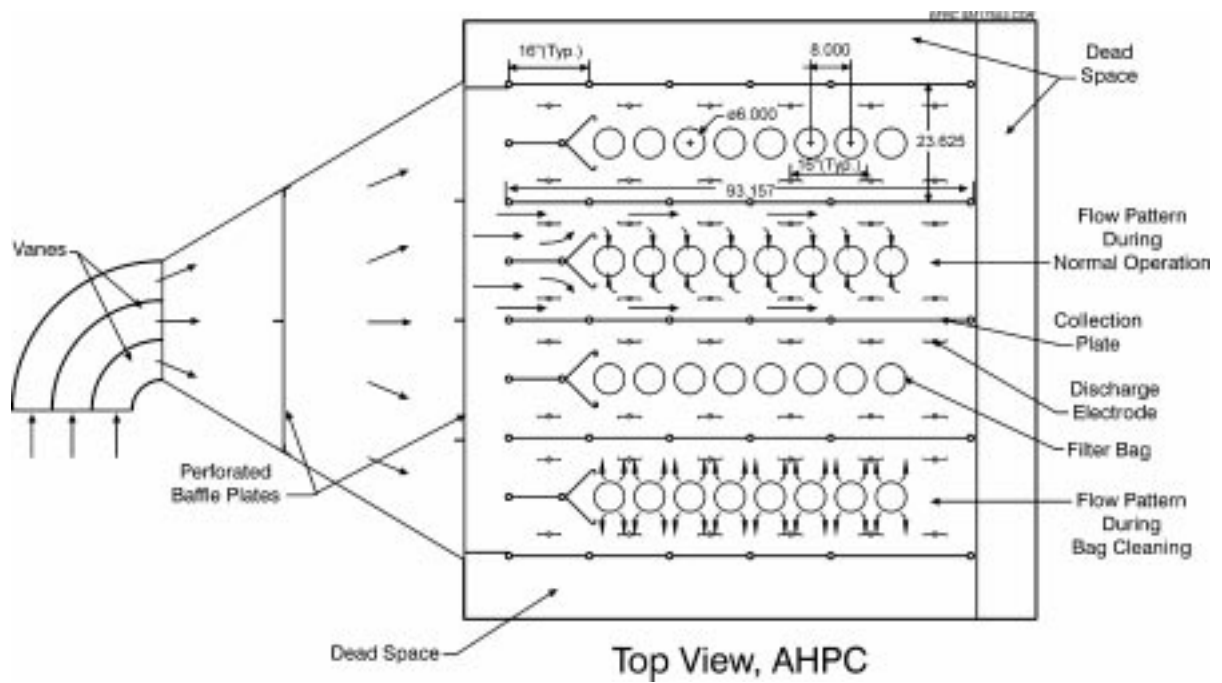 16"(Typ.)
8.000
Dead
Space
ø6.000
23.625
16"(Typ.)
93.157
Vanes
Flow Pattern
During
Normal Operation
Collection
Plate
Discharge
Electrode
Filter Bag
Perforated
Baffle Plates
Flow Pattern
During
Bag Cleaning
Dead Space
Top View, AHPC